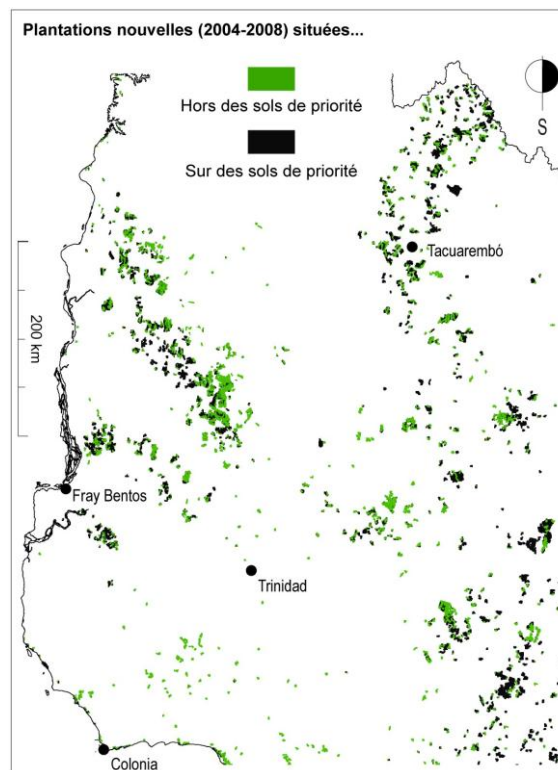 Plantations nouvelles (2004-2008) situées...
Hors des sols de priorité
Sur des sols de priorité
S
Tacuarembó
200 km
Fray Bentos
Trinidad
Colonia